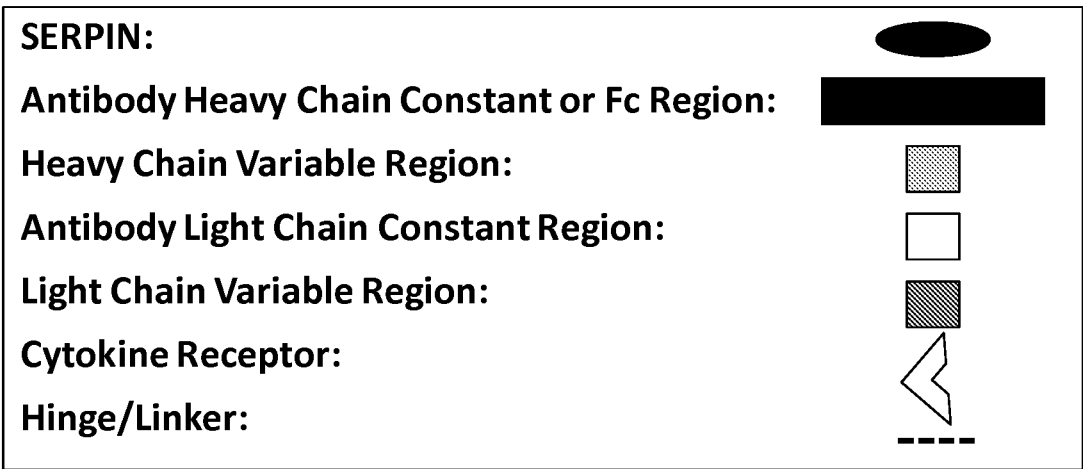 SERPIN:
Antibody Heavy Chain Constant or Fc Region:
Heavy Chain Variable Region:
Antibody Light Chain Constant Region:
Light Chain Variable Region:
Cytokine Receptor:
Hinge/Linker: